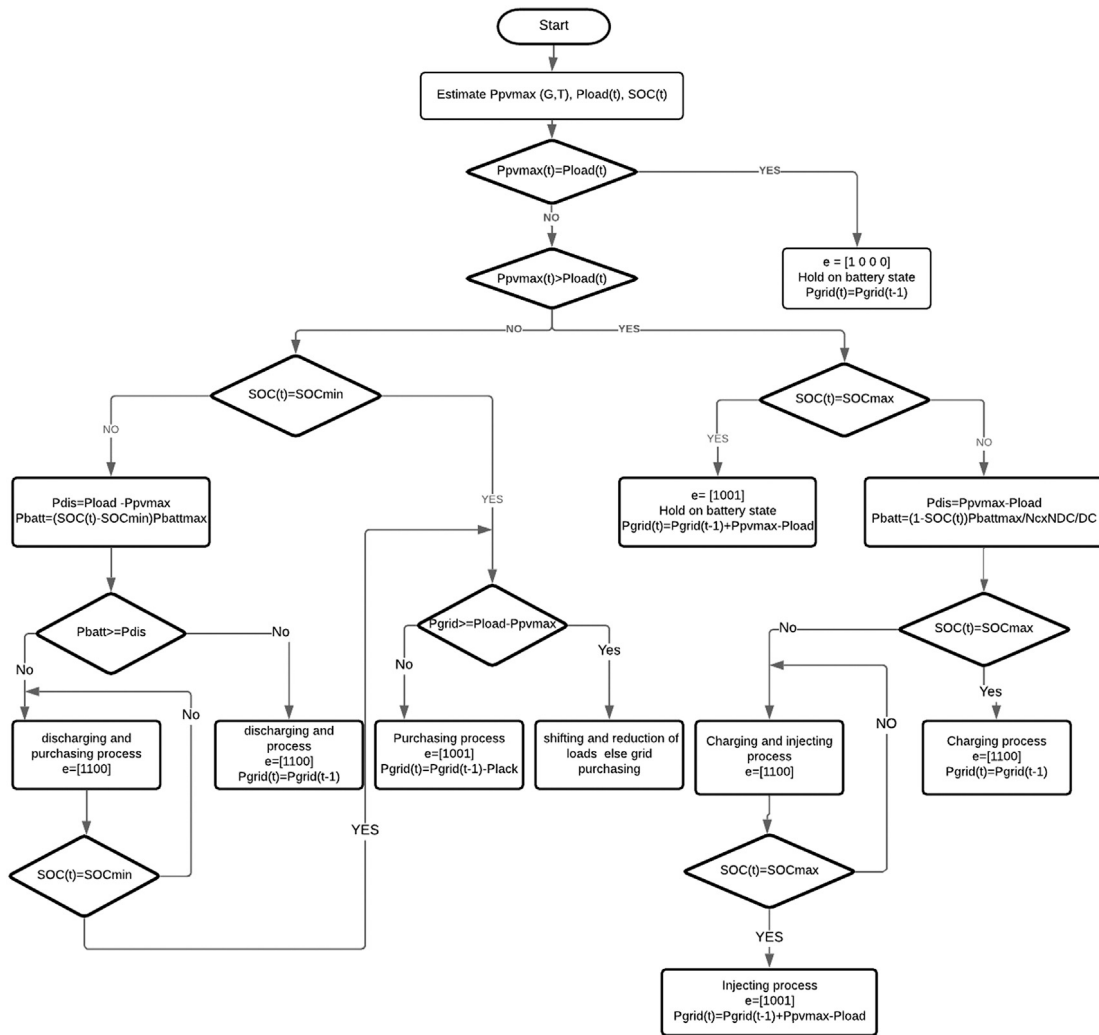 Start
Estimate Ppvmax (G,T), Pload(t), SOC(t)
Ppvmax(t)=Pload(t)
YES
NO
e = [1 0 0 0]
Hold on battery state
Pgrid(t)=Pgrid(t-1)
Ppvmax(t)>Pload(t)
NO
YES
SOC(t)=SOCmin
SOC(t)=SOCmax
NO
YES
YES
NO
Pdis=Pload -Ppvmax
Pbatt=(SOC(t)-SOCmin)Pbattmax
e= [1001]
Hold on battery state
Pgrid(t)=Pgrid(t-1)+Ppvmax-Pload
Pdis=Ppvmax-Pload
Pbatt=(1-SOC(t))Pbattmax/NcxNDC/DC
Pbatt>=Pdis
No
No
Pgrid>=Pload-Ppvmax
No
Yes
SOC(t)=SOCmax
No
Yes
discharging and
purchasing process
e=[1100]
No
discharging and
process
e=[1100]
Pgrid(t)=Pgrid(t-1)
Purchasing process
e=[1001]
Pgrid(t)=Pgrid(t-1)-Plack
shifting and reduction of
loads else grid
purchasing
Charging and injecting
process
e=[1100]
NO
Charging process
e=[1100]
Pgrid(t)=Pgrid(t-1)
SOC(t)=SOCmin
YES
SOC(t)=SOCmax
YES
Injecting process
e=[1001]
Pgrid(t)=Pgrid(t-1)+Ppvmax-Pload